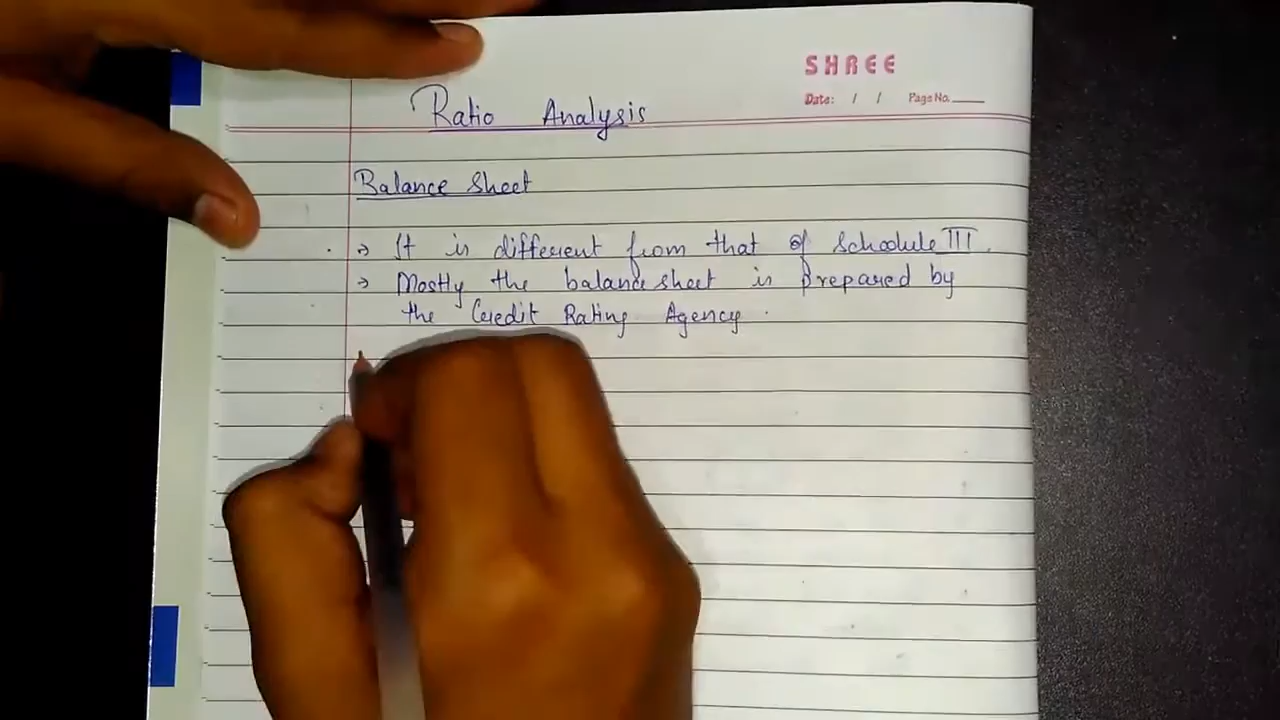 SHREE
Date: / / Page No.
Ratio Analysis
Balance Sheet
→ It is different from that of Schedule III.
→ Mostly the balance sheet is prepared by
the Credit Rating Agency.